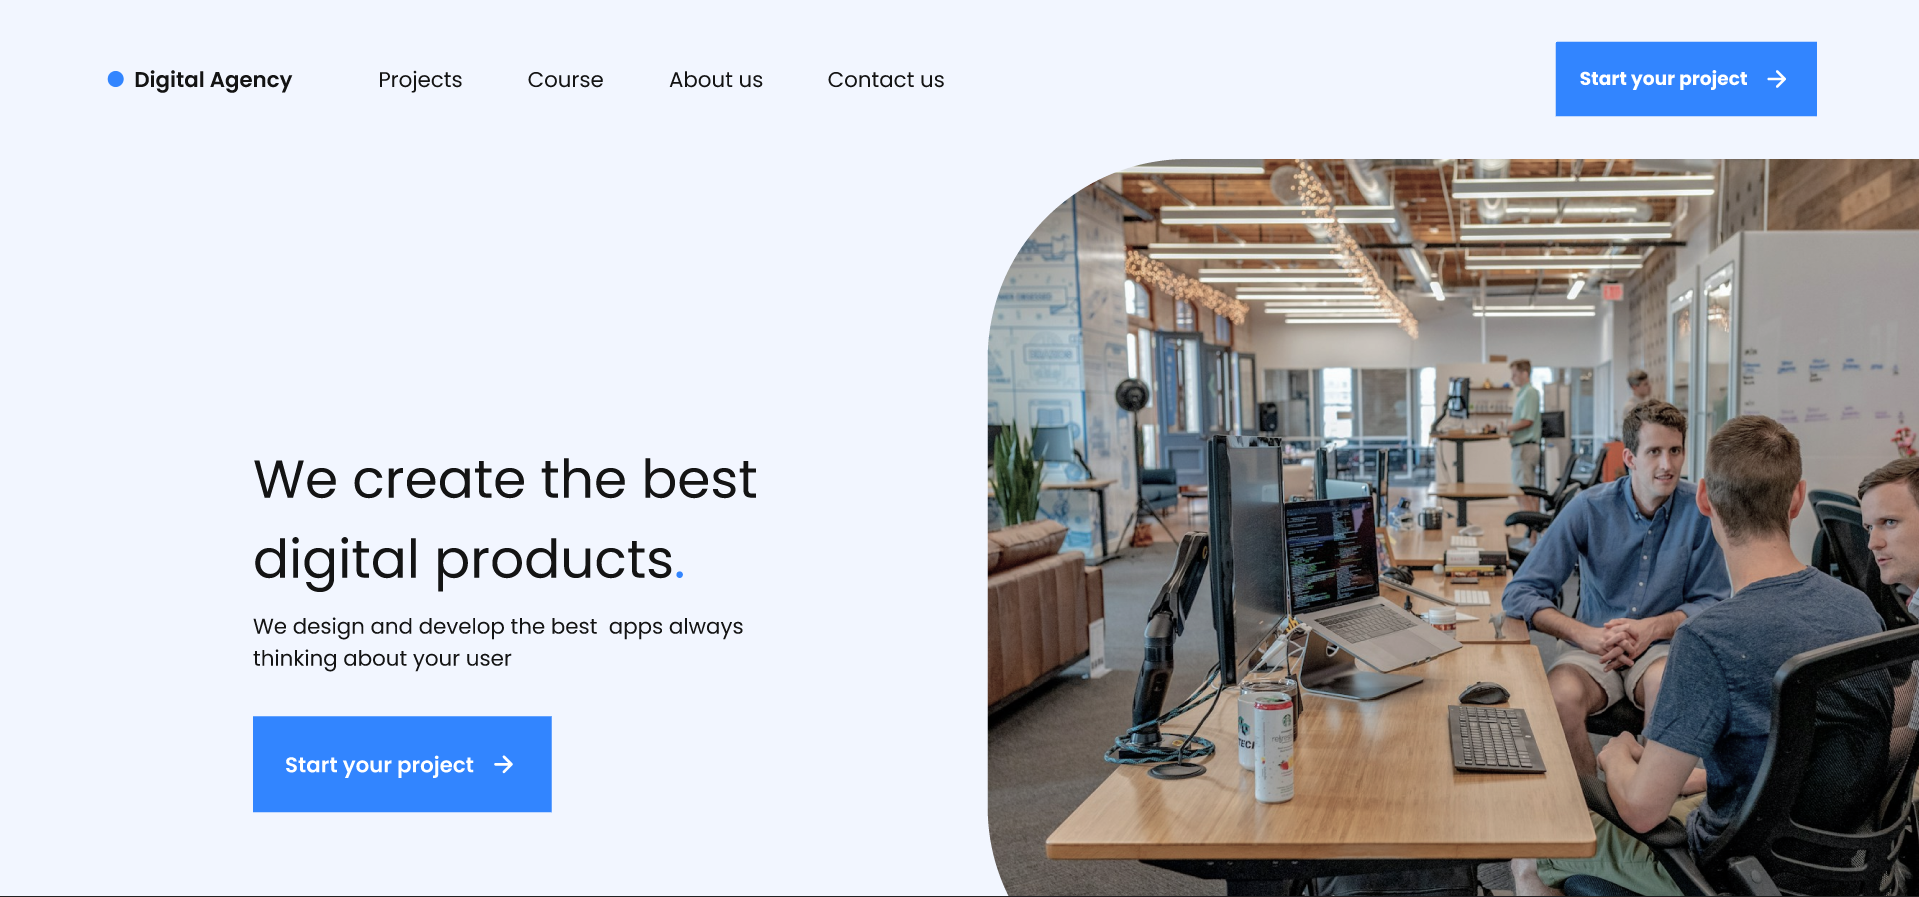 Digital Agency
Projects
Course
About us
Contact us
Start your project
We create the best
digital products.
We design and develop the best  apps always
thinking about your user
Start your project